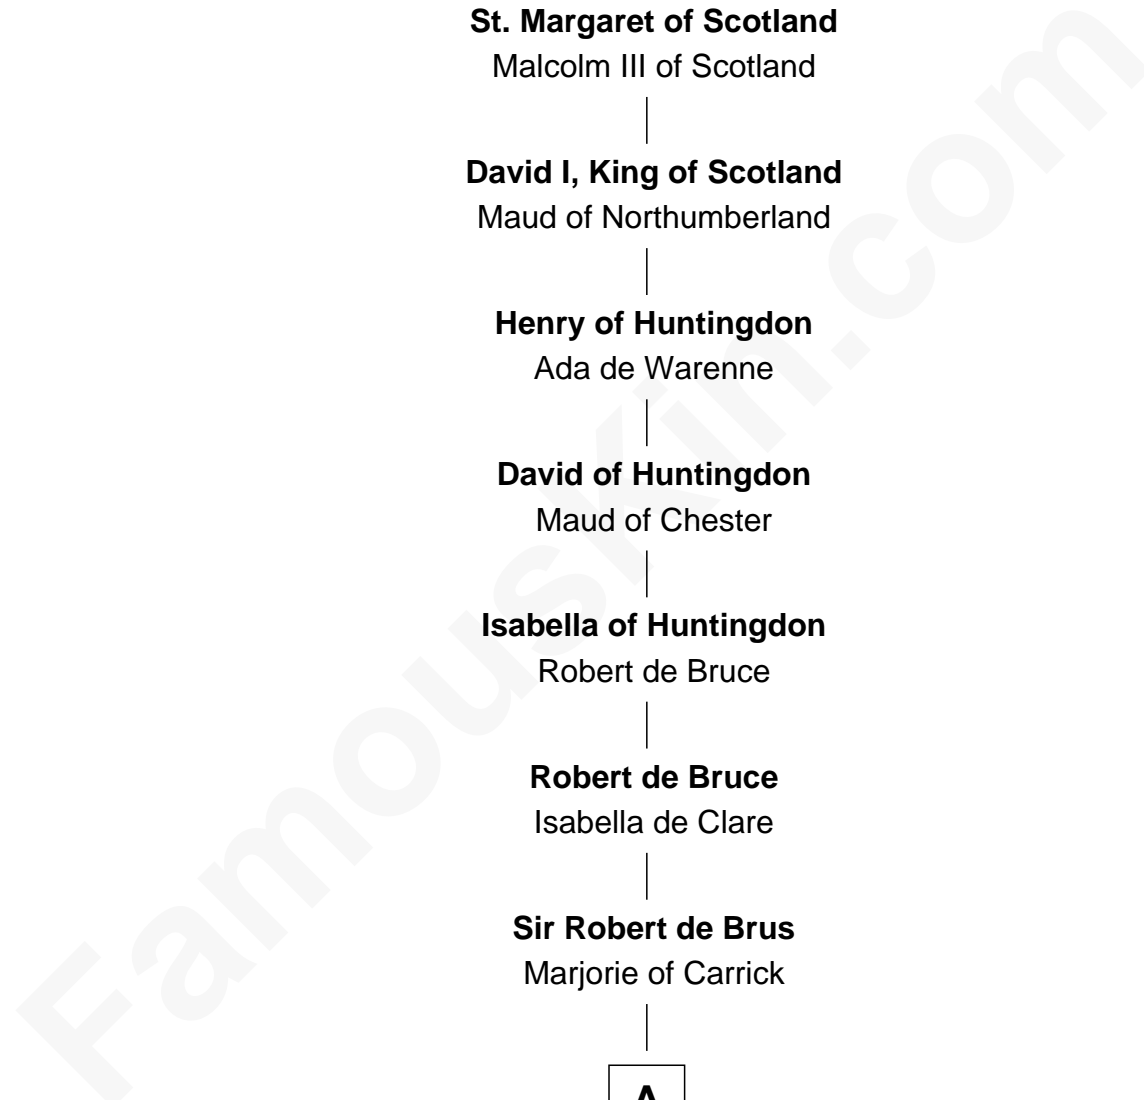 St. Margaret of Scotland
Malcolm III of Scotland
David I, King of Scotland
Maud of Northumberland
Henry of Huntingdon
Ada de Warenne
David of Huntingdon
Maud of Chester
Isabella of Huntingdon
Robert de Bruce
Robert de Bruce
Isabella de Clare
Sir Robert de Brus
Marjorie of Carrick
A
FamousKin.com